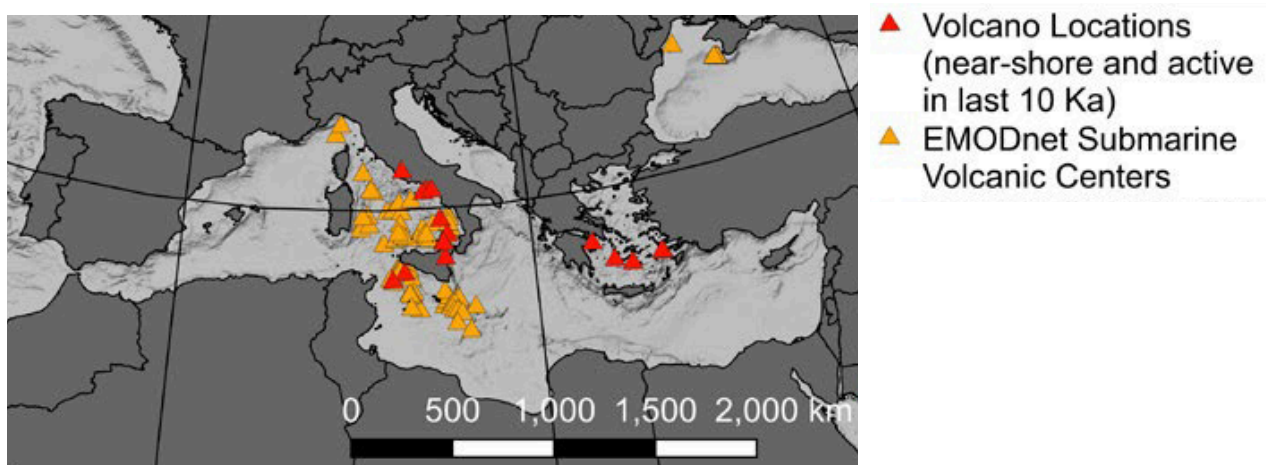 Volcano Locations
(near-shore and active
in last 10 Ka)
EMODnet Submarine
Volcanic Centers
0 500 1,000 1,500 2,000 km